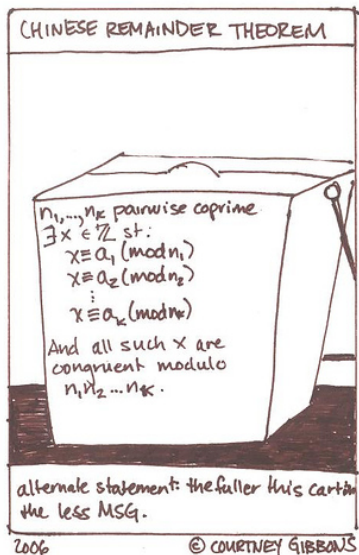 CHINESE REMAINDER THEOREM
n₁,...,nₖ pairwise coprime
∃x ∈ ℤ st:
x≡a₁(mod n₁)
x≡a₂(mod n₂)
⋮
x≡aₖ(mod nₖ)
And all such x are
congruent modulo
n₁n₂...nₖ.
alternate statement: the fuller this carton
the less MSG.
2006 © COURTNEY GIBBONS